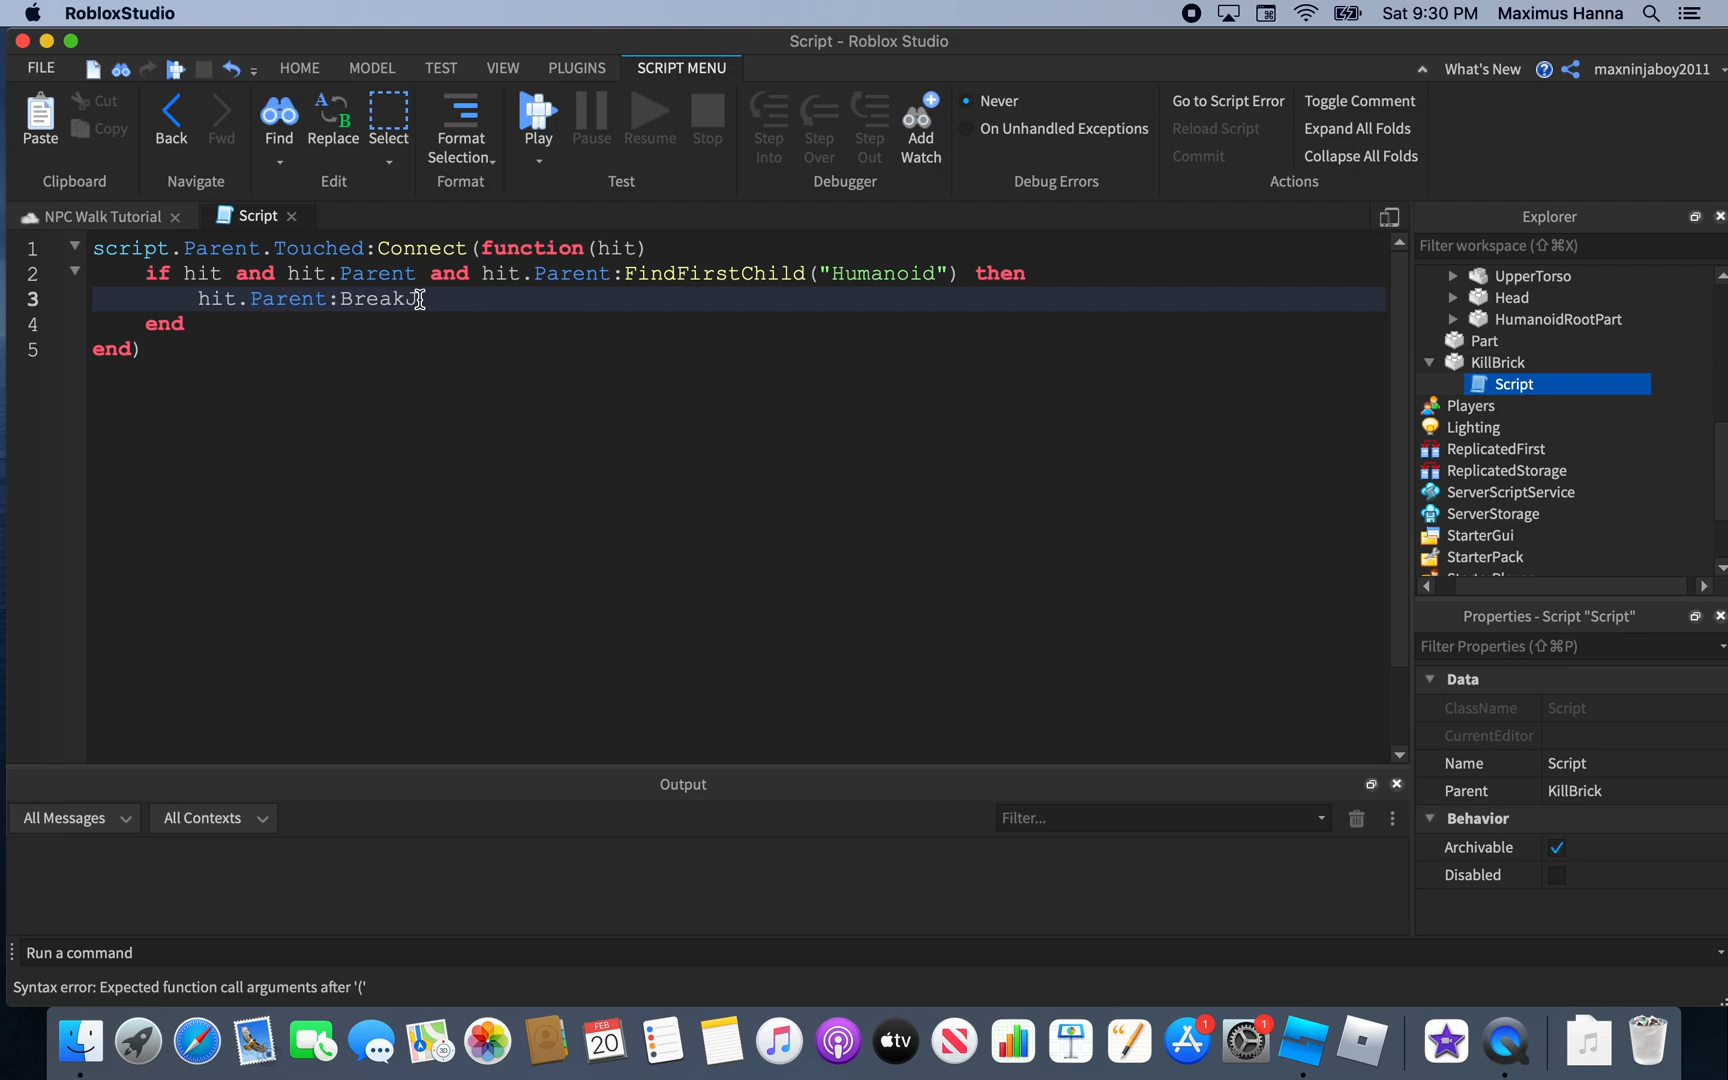 RobloxStudio
Sat 9:30 PM Maximus Hanna
Script - Roblox Studio
FILE HOME MODEL TEST VIEW PLUGINS SCRIPT MENU What's New maxninjaboy2011
Paste Cut Copy Back Fwd Find Replace Select Format Selection Play Pause Resume Stop Step Into Step Over Step Out Add Watch
Never
On Unhandled Exceptions
Go to Script Error
Reload Script
Commit
Toggle Comment
Expand All Folds
Collapse All Folds
Clipboard Navigate Edit Format Test Debugger Debug Errors Actions
NPC Walk Tutorial Script
1 script.Parent.Touched:Connect(function(hit)
2 if hit and hit.Parent and hit.Parent:FindFirstChild("Humanoid") then
3 hit.Parent:BreakJ
4 end
5 end)
Explorer
Filter workspace (⇧⌘X)
UpperTorso
Head
HumanoidRootPart
Part
KillBrick
Script
Players
Lighting
ReplicatedFirst
ReplicatedStorage
ServerScriptService
ServerStorage
StarterGui
StarterPack
Properties - Script "Script"
Filter Properties (⇧⌘P)
Data
ClassName Script
CurrentEditor
Name Script
Parent KillBrick
Behavior
Archivable
Disabled
Output
All Messages All Contexts Filter...
Run a command
Syntax error: Expected function call arguments after '('
FEB
20
3D
tv
1
1